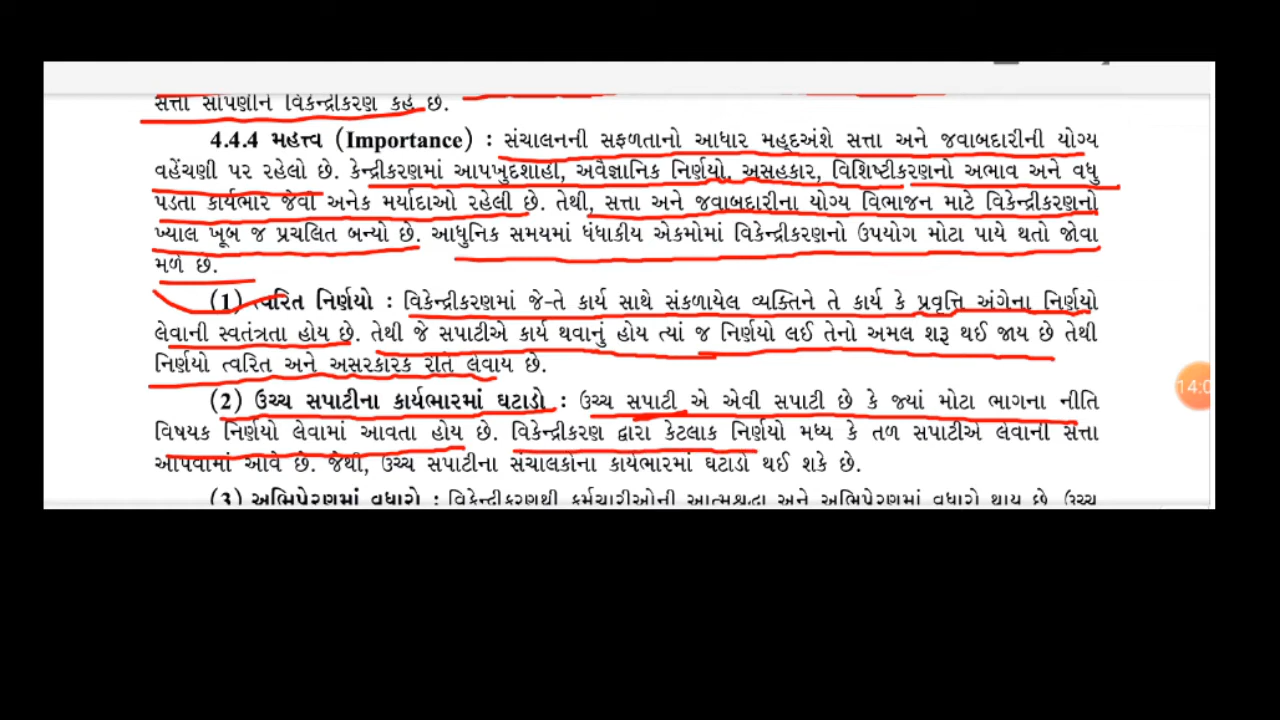 સત્તા સોંપણીને વિકેન્દ્રીકરણ કહે છે.
4.4.4 મહત્ત્વ (Importance) : સંચાલનની સફળતાનો આધાર મહ્દઅંશે સત્તા અને જવાબદારીની યોગ્ય
વહેંચણી પર રહેલો છે. કેન્દ્રીકરણમાં આપખુદશાહી, અવૈજ્ઞાનિક નિર્ણયો, અસહકાર, વિશિષ્ટીકરણનો અભાવ અને વધુ
પડતા કાર્યભાર જેવી અનેક મર્યાદાઓ રહેલી છે. તેથી, સત્તા અને જવાબદારીના યોગ્ય વિભાજન માટે વિકેન્દ્રીકરણનો
ખ્યાલ ખૂબ જ પ્રચલિત બન્યો છે. આધુનિક સમયમાં ધંધાકીય એકમોમાં વિકેન્દ્રીકરણનો ઉપયોગ મોટા પાયે થતો જોવા
મળે છે.
(1) ત્વરિત નિર્ણયો : વિકેન્દ્રીકરણમાં જે-તે કાર્ય સાથે સંકળાયેલ વ્યક્તિને તે કાર્ય કે પ્રવૃત્તિ અંગેના નિર્ણયો
લેવાની સ્વતંત્રતા હોય છે. તેથી જે સપાટીએ કાર્ય થવાનું હોય ત્યાં જ નિર્ણયો લઈ તેનો અમલ શરૂ થઈ જાય છે તેથી
નિર્ણયો ત્વરિત અને અસરકારક રીતે લેવાય છે.
(2) ઉચ્ચ સપાટીના કાર્યભારમાં ઘટાડો : ઉચ્ચ સપાટી એ એવી સપાટી છે કે જ્યાં મોટા ભાગના નીતિ
વિષયક નિર્ણયો લેવામાં આવતા હોય છે. વિકેન્દ્રીકરણ દ્વારા કેટલાક નિર્ણયો મધ્ય કે તળ સપાટીએ લેવાની સત્તા
આપવામાં આવે છે. જેથી, ઉચ્ચ સપાટીના સંચાલકોના કાર્યભારમાં ઘટાડો થઈ શકે છે.
(3) અભિપ્રેરણમાં વધારો : વિકેન્દ્રીકરણથી કર્મચારીઓની આત્મશ્રદ્ધા અને અભિપ્રેરણમાં વધારો થાય છે. ઉચ્ચ